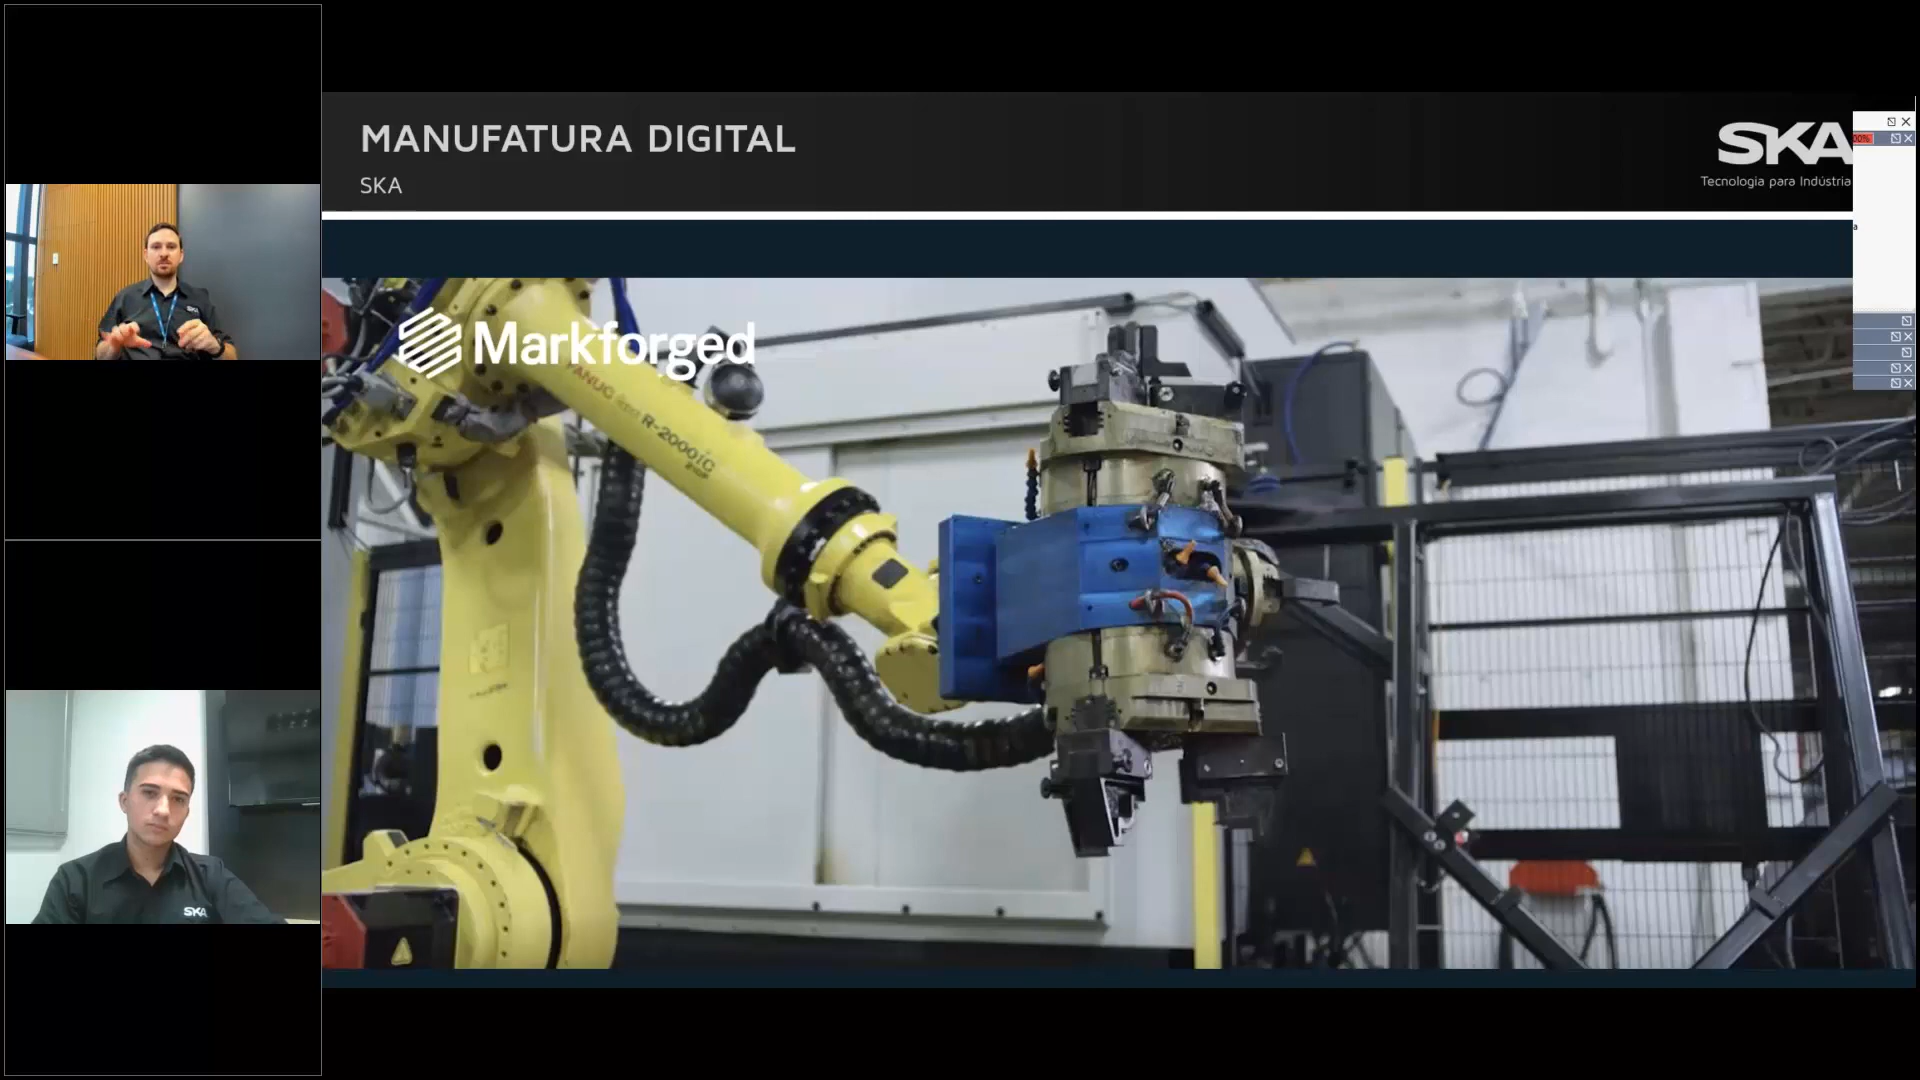 MANUFATURA DIGITAL
SKA
SKA
Tecnologia para Indústria
Markforged
FANUC
R-2000iC
SKA